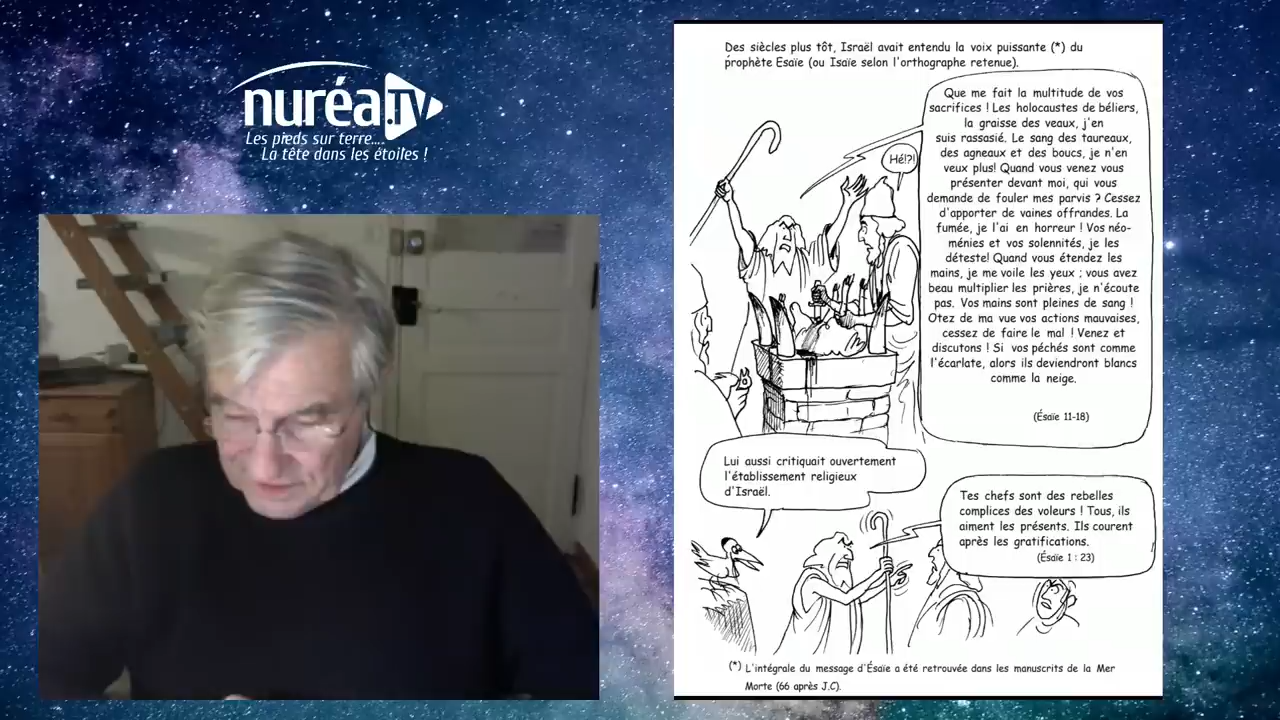 nuréa.TV
Les pieds sur terre....
La tête dans les étoiles !
Des siècles plus tôt, Israël avait entendu la voix puissante (*) du
prophète Esaïe (ou Isaïe selon l'orthographe retenue).
Que me fait la multitude de vos
sacrifices ! Les holocaustes de béliers,
la graisse des veaux, j'en
suis rassasié. Le sang des taureaux,
des agneaux et des boucs, je n'en
veux plus! Quand vous venez vous
présenter devant moi, qui vous
demande de fouler mes parvis ? Cessez
d'apporter de vaines offrandes. La
fumée, je l'ai en horreur ! Vos néo-
ménies et vos solennités, je les
déteste! Quand vous étendez les
mains, je me voile les yeux ; vous avez
beau multiplier les prières, je n'écoute
pas. Vos mains sont pleines de sang !
Otez de ma vue vos actions mauvaises,
cessez de faire le mal ! Venez et
discutons ! Si vos péchés sont comme
l'écarlate, alors ils deviendront blancs
comme la neige.
(Ésaïe 11-18)
Hé!?!
Lui aussi critiquait ouvertement
l'établissement religieux
d'Israël.
Tes chefs sont des rebelles
complices des voleurs ! Tous, ils
aiment les présents. Ils courent
après les gratifications.
(Ésaïe 1 : 23)
(*) L'intégrale du message d'Ésaïe a été retrouvée dans les manuscrits de la Mer
Morte (66 après J.C).